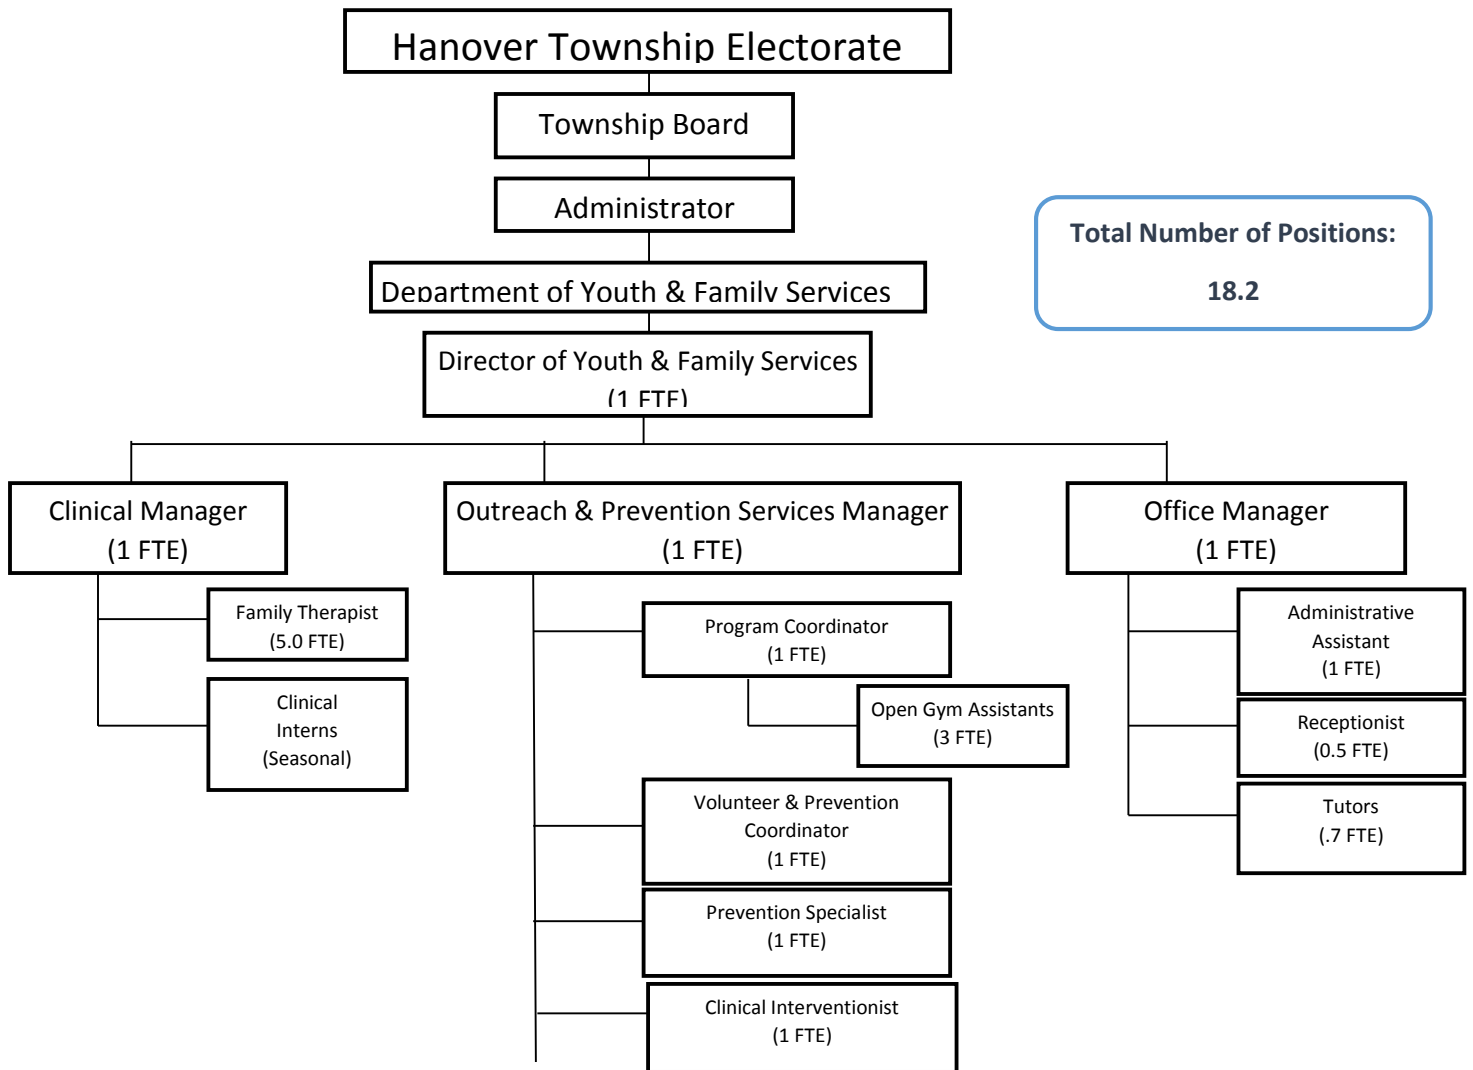 Hanover Township Electorate
Township Board
Administrator
Total Number of Positions:
18.2
Department of Youth & Family Services
Director of Youth & Family Services
(1 FTE)
Clinical Manager
(1 FTE)
Outreach & Prevention Services Manager
(1 FTE)
Office Manager
(1 FTE)
Family Therapist
(5.0 FTE)
Clinical
Interns
(Seasonal)
Program Coordinator
(1 FTE)
Open Gym Assistants
(3 FTE)
Volunteer & Prevention
Coordinator
(1 FTE)
Prevention Specialist
(1 FTE)
Clinical Interventionist
(1 FTE)
Administrative
Assistant
(1 FTE)
Receptionist
(0.5 FTE)
Tutors
(.7 FTE)